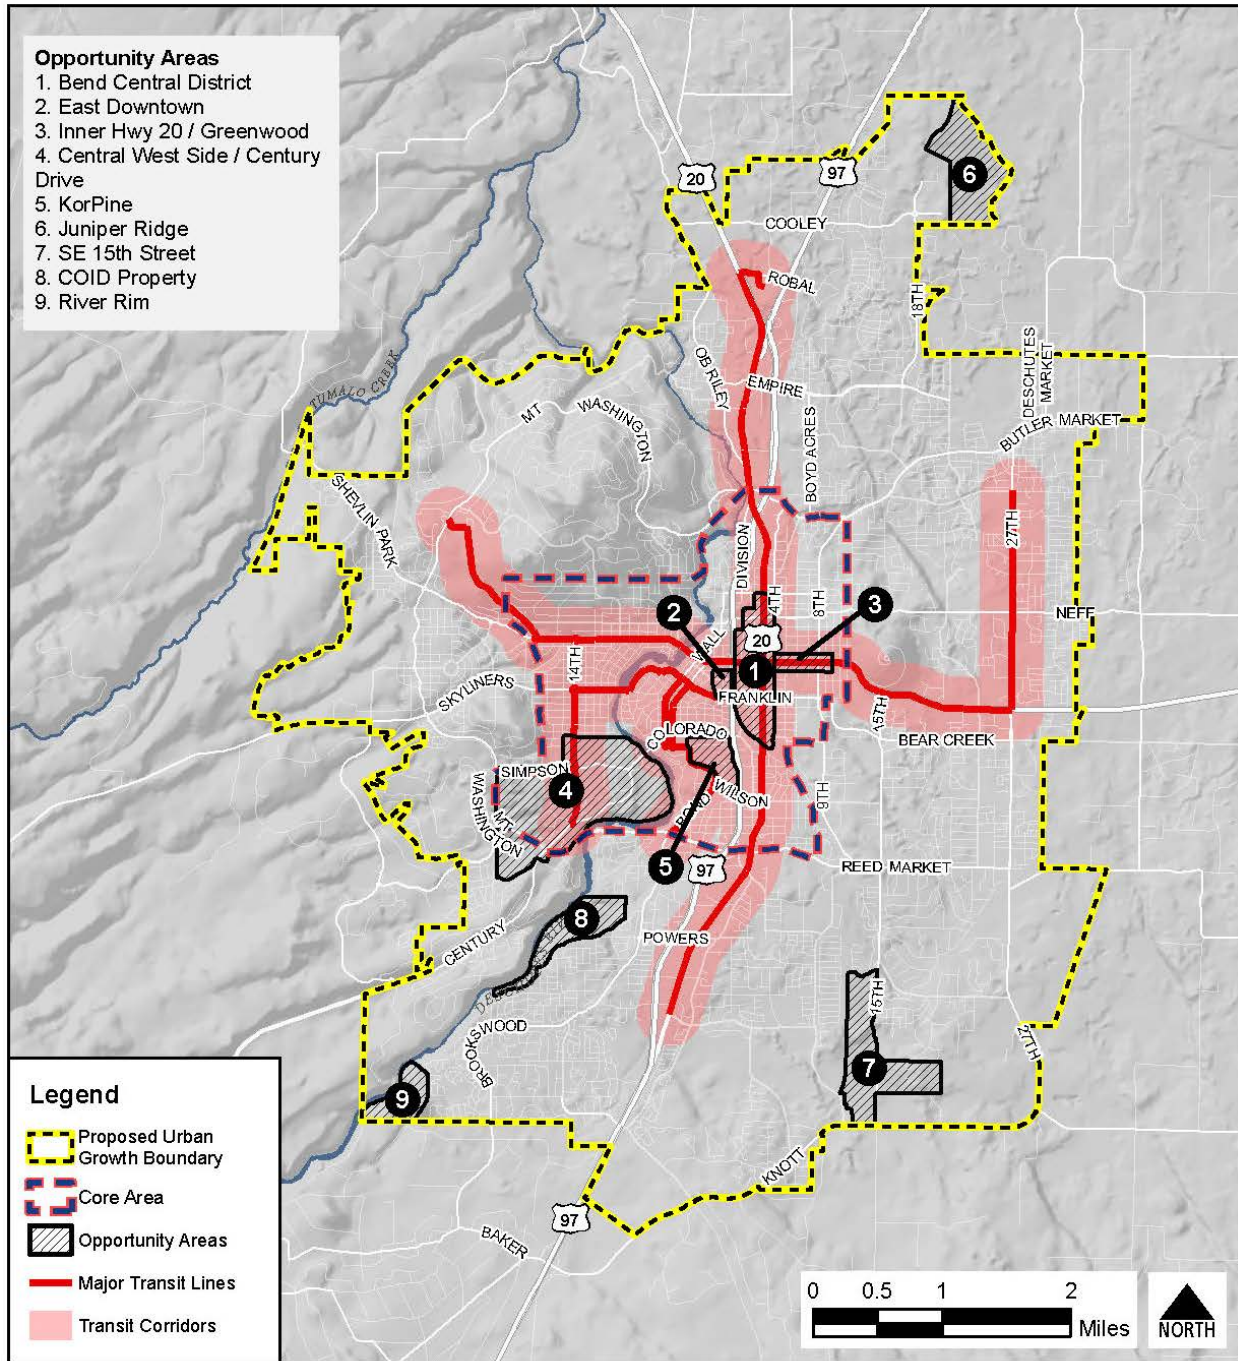 Opportunity Areas
1. Bend Central District
2. East Downtown
3. Inner Hwy 20 / Greenwood
4. Central West Side / Century
Drive
5. KorPine
6. Juniper Ridge
7. SE 15th Street
8. COID Property
9. River Rim
6
20
97
COOLEY
ROBAL
18TH
TUMALO CREEK
OB RILEY
EMPIRE
DESCHUTES
MARKET
BUTLER MARKET
MT
WASHINGTON
BOYD ACRES
SHEVLIN PARK
27TH
DIVISION
4TH
8TH
2
3
NEFF
20
WALL
14TH
1
SKYLINERS
FRANKLIN
15TH
COLORADO
BEAR CREEK
SIMPSON
4
WASHINGTON
MT
BOND
WILSON
9TH
5
97
REED MARKET
8
CENTURY
POWERS
15TH
BROOKSWOOD
27TH
7
9
KNOTT
97
BAKER
Legend
Proposed Urban
Growth Boundary
Core Area
Opportunity Areas
Major Transit Lines
Transit Corridors
0 0.5 1 2
Miles
NORTH